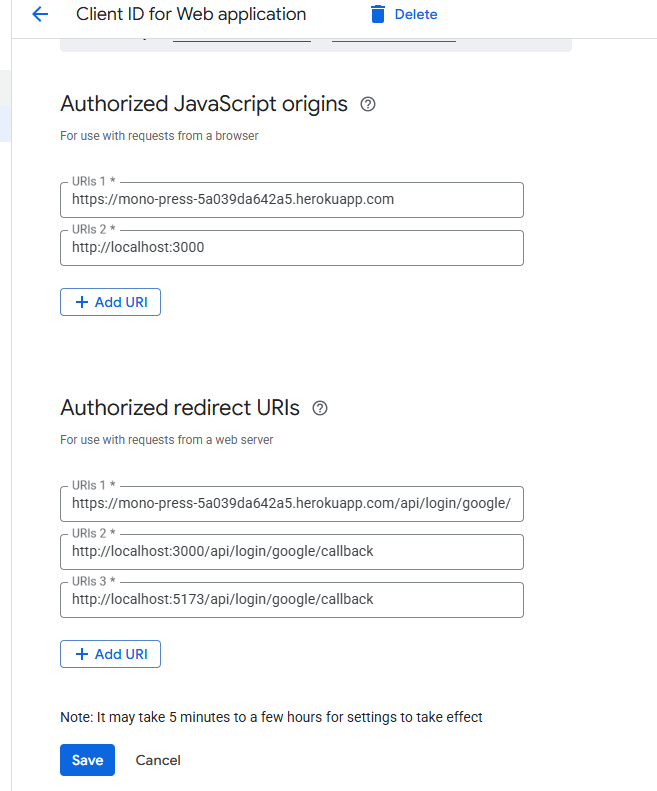 Client ID for Web application
Delete
Authorized JavaScript origins
For use with requests from a browser
URIs 1 *
https://mono-press-5a039da642a5.herokuapp.com
URIs 2 *
http://localhost:3000
+ Add URI
Authorized redirect URIs
For use with requests from a web server
URIs 1 *
https://mono-press-5a039da642a5.herokuapp.com/api/login/google/
URIs 2 *
http://localhost:3000/api/login/google/callback
URIs 3 *
http://localhost:5173/api/login/google/callback
+ Add URI
Note: It may take 5 minutes to a few hours for settings to take effect
Save Cancel